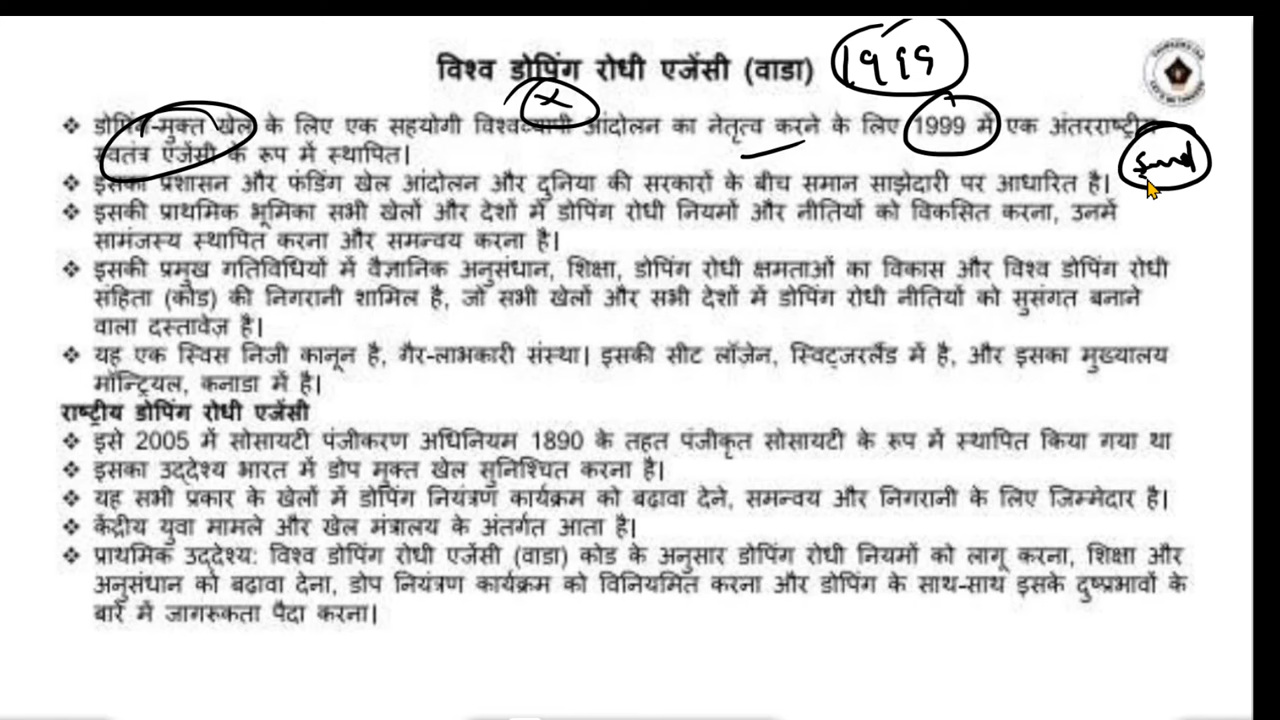 विश्व डोपिंग रोधी एजेंसी (वाडा) 1999
❖ डोपिंग-मुक्त खेल के लिए एक सहयोगी विश्वव्यापी आंदोलन का नेतृत्व करने के लिए 1999 में एक अंतरराष्ट्रीय
स्वतंत्र एजेंसी के रूप में स्थापित।
❖ इसका प्रशासन और फंडिंग खेल आंदोलन और दुनिया की सरकारों के बीच समान साझेदारी पर आधारित है।
❖ इसकी प्राथमिक भूमिका सभी खेलों और देशों में डोपिंग रोधी नियमों और नीतियों को विकसित करना, उनमें
सामंजस्य स्थापित करना और समन्वय करना है।
❖ इसकी प्रमुख गतिविधियों में वैज्ञानिक अनुसंधान, शिक्षा, डोपिंग रोधी क्षमताओं का विकास और विश्व डोपिंग रोधी
संहिता (कोड) की निगरानी शामिल है, जो सभी खेलों और सभी देशों में डोपिंग रोधी नीतियों को सुसंगत बनाने
वाला दस्तावेज़ है।
❖ यह एक स्विस निजी कानून है, गैर-लाभकारी संस्था। इसकी सीट लॉज़ेन, स्विट्जरलैंड में है, और इसका मुख्यालय
मॉन्ट्रियल, कनाडा में है।
राष्ट्रीय डोपिंग रोधी एजेंसी
❖ इसे 2005 में सोसायटी पंजीकरण अधिनियम 1890 के तहत पंजीकृत सोसायटी के रूप में स्थापित किया गया था
❖ इसका उद्देश्य भारत में डोप मुक्त खेल सुनिश्चित करना है।
❖ यह सभी प्रकार के खेलों में डोपिंग नियंत्रण कार्यक्रम को बढावा देने, समन्वय और निगरानी के लिए जिम्मेदार है।
❖ केंद्रीय युवा मामले और खेल मंत्रालय के अंतर्गत आता है।
❖ प्राथमिक उद्देश्य: विश्व डोपिंग रोधी एजेंसी (वाडा) कोड के अनुसार डोपिंग रोधी नियमों को लागू करना, शिक्षा और
अनुसंधान को बढावा देना, डोप नियंत्रण कार्यक्रम को विनियमित करना और डोपिंग के साथ-साथ इसके दुष्प्रभावों के
बारे में जागरूकता पैदा करना।